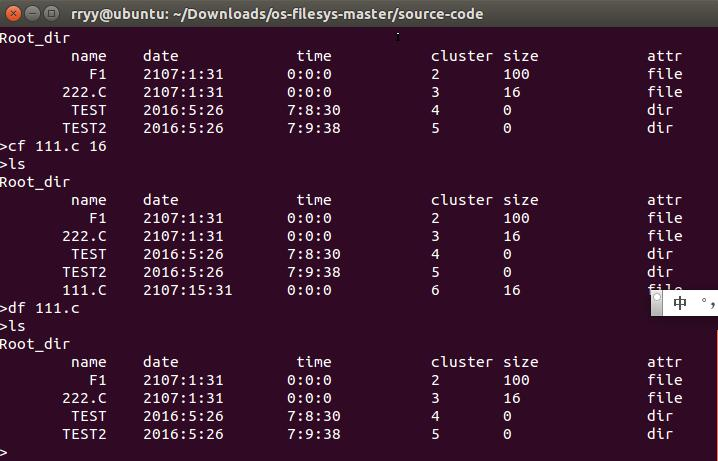 rryy@ubuntu: ~/Downloads/os-filesys-master/source-code
Root_dir
name date time cluster size attr
F1 2107:1:31 0:0:0 2 100 file
222.C 2107:1:31 0:0:0 3 16 file
TEST 2016:5:26 7:8:30 4 0 dir
TEST2 2016:5:26 7:9:38 5 0 dir
>cf 111.c 16
>ls
Root_dir
name date time cluster size attr
F1 2107:1:31 0:0:0 2 100 file
222.C 2107:1:31 0:0:0 3 16 file
TEST 2016:5:26 7:8:30 4 0 dir
TEST2 2016:5:26 7:9:38 5 0 dir
111.C 2107:15:31 0:0:0 6 16 file
中 °，
>df 111.c
>ls
Root_dir
name date time cluster size attr
F1 2107:1:31 0:0:0 2 100 file
222.C 2107:1:31 0:0:0 3 16 file
TEST 2016:5:26 7:8:30 4 0 dir
TEST2 2016:5:26 7:9:38 5 0 dir
>